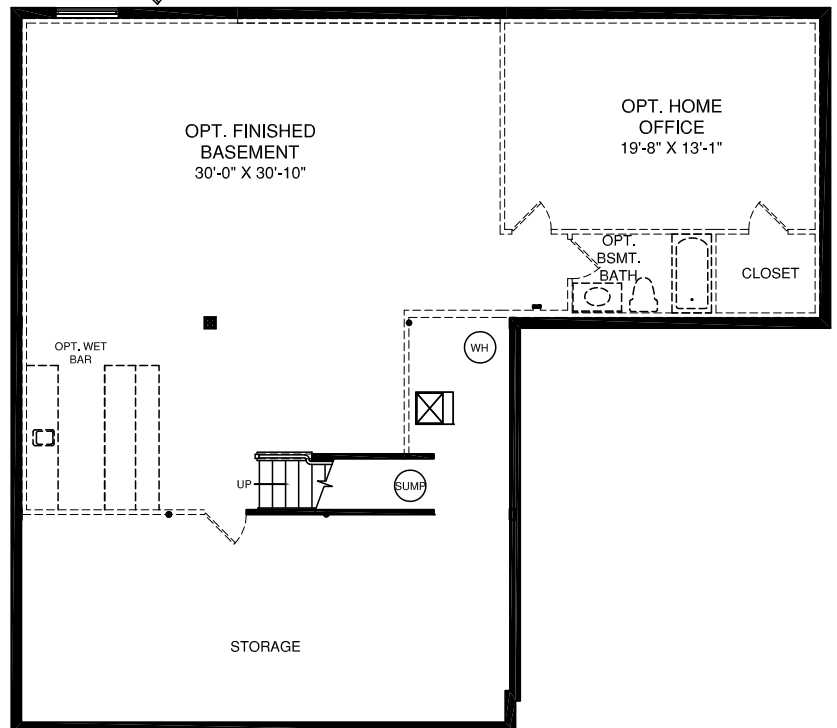 OPT. FINISHED
BASEMENT
30'-0" X 30'-10"
OPT. HOME
OFFICE
19'-8" X 13'-1"
OPT.
BSMT.
BATH
CLOSET
WH
OPT. WET
BAR
UP
SUMP
STORAGE